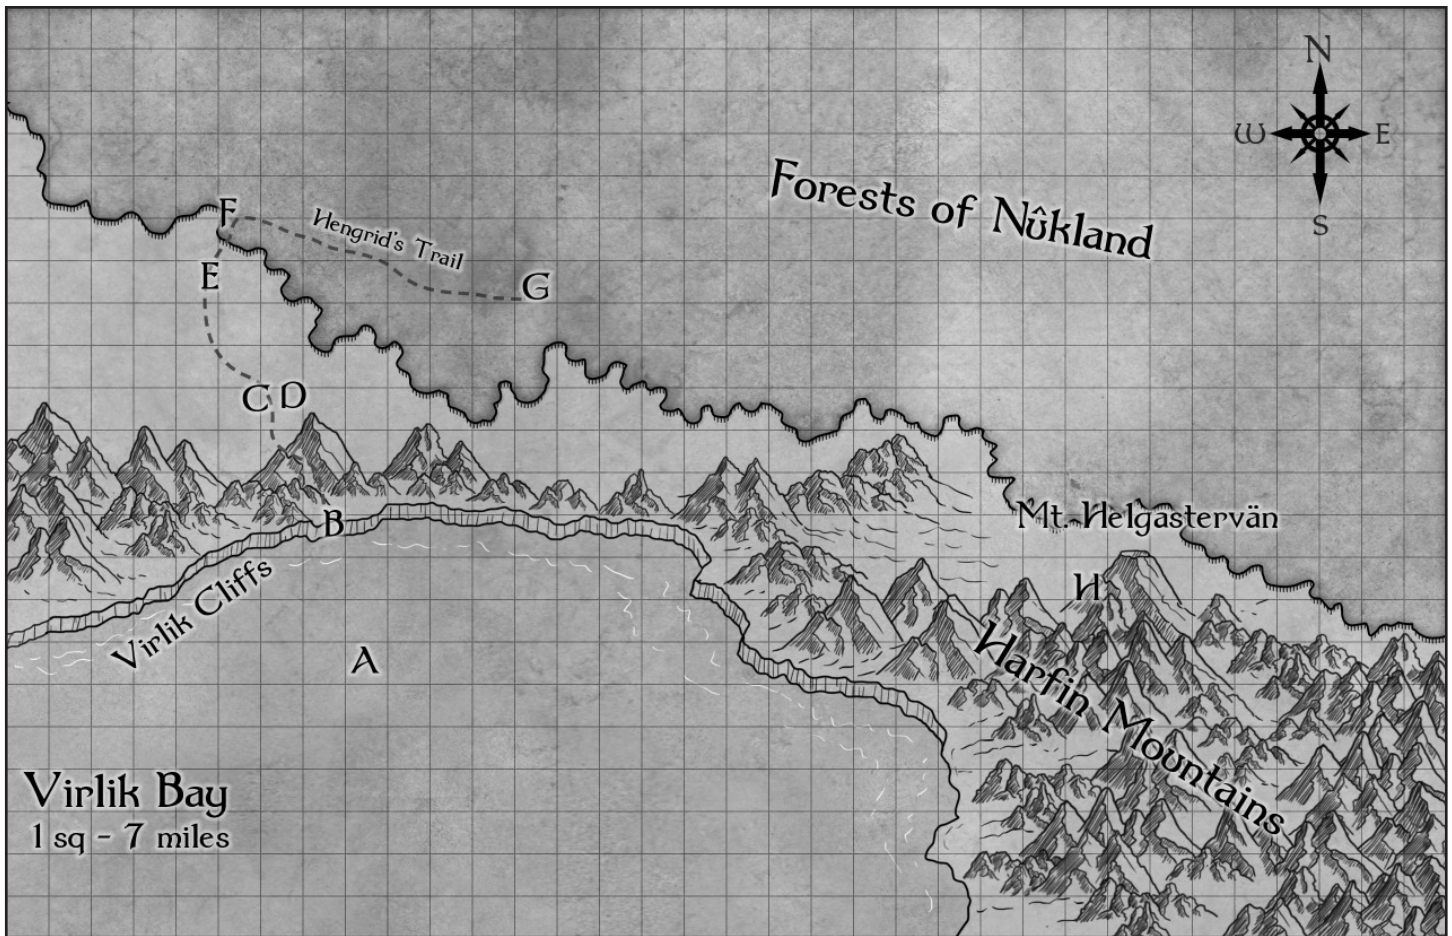 N
W E
S
Forests of Nûkland
F
Hengrid's Trail
E
G
C D
B
Mt. Helgastervän
H
Virlik Cliffs
A
Harfin Mountains
Virlik Bay
1 sq - 7 miles